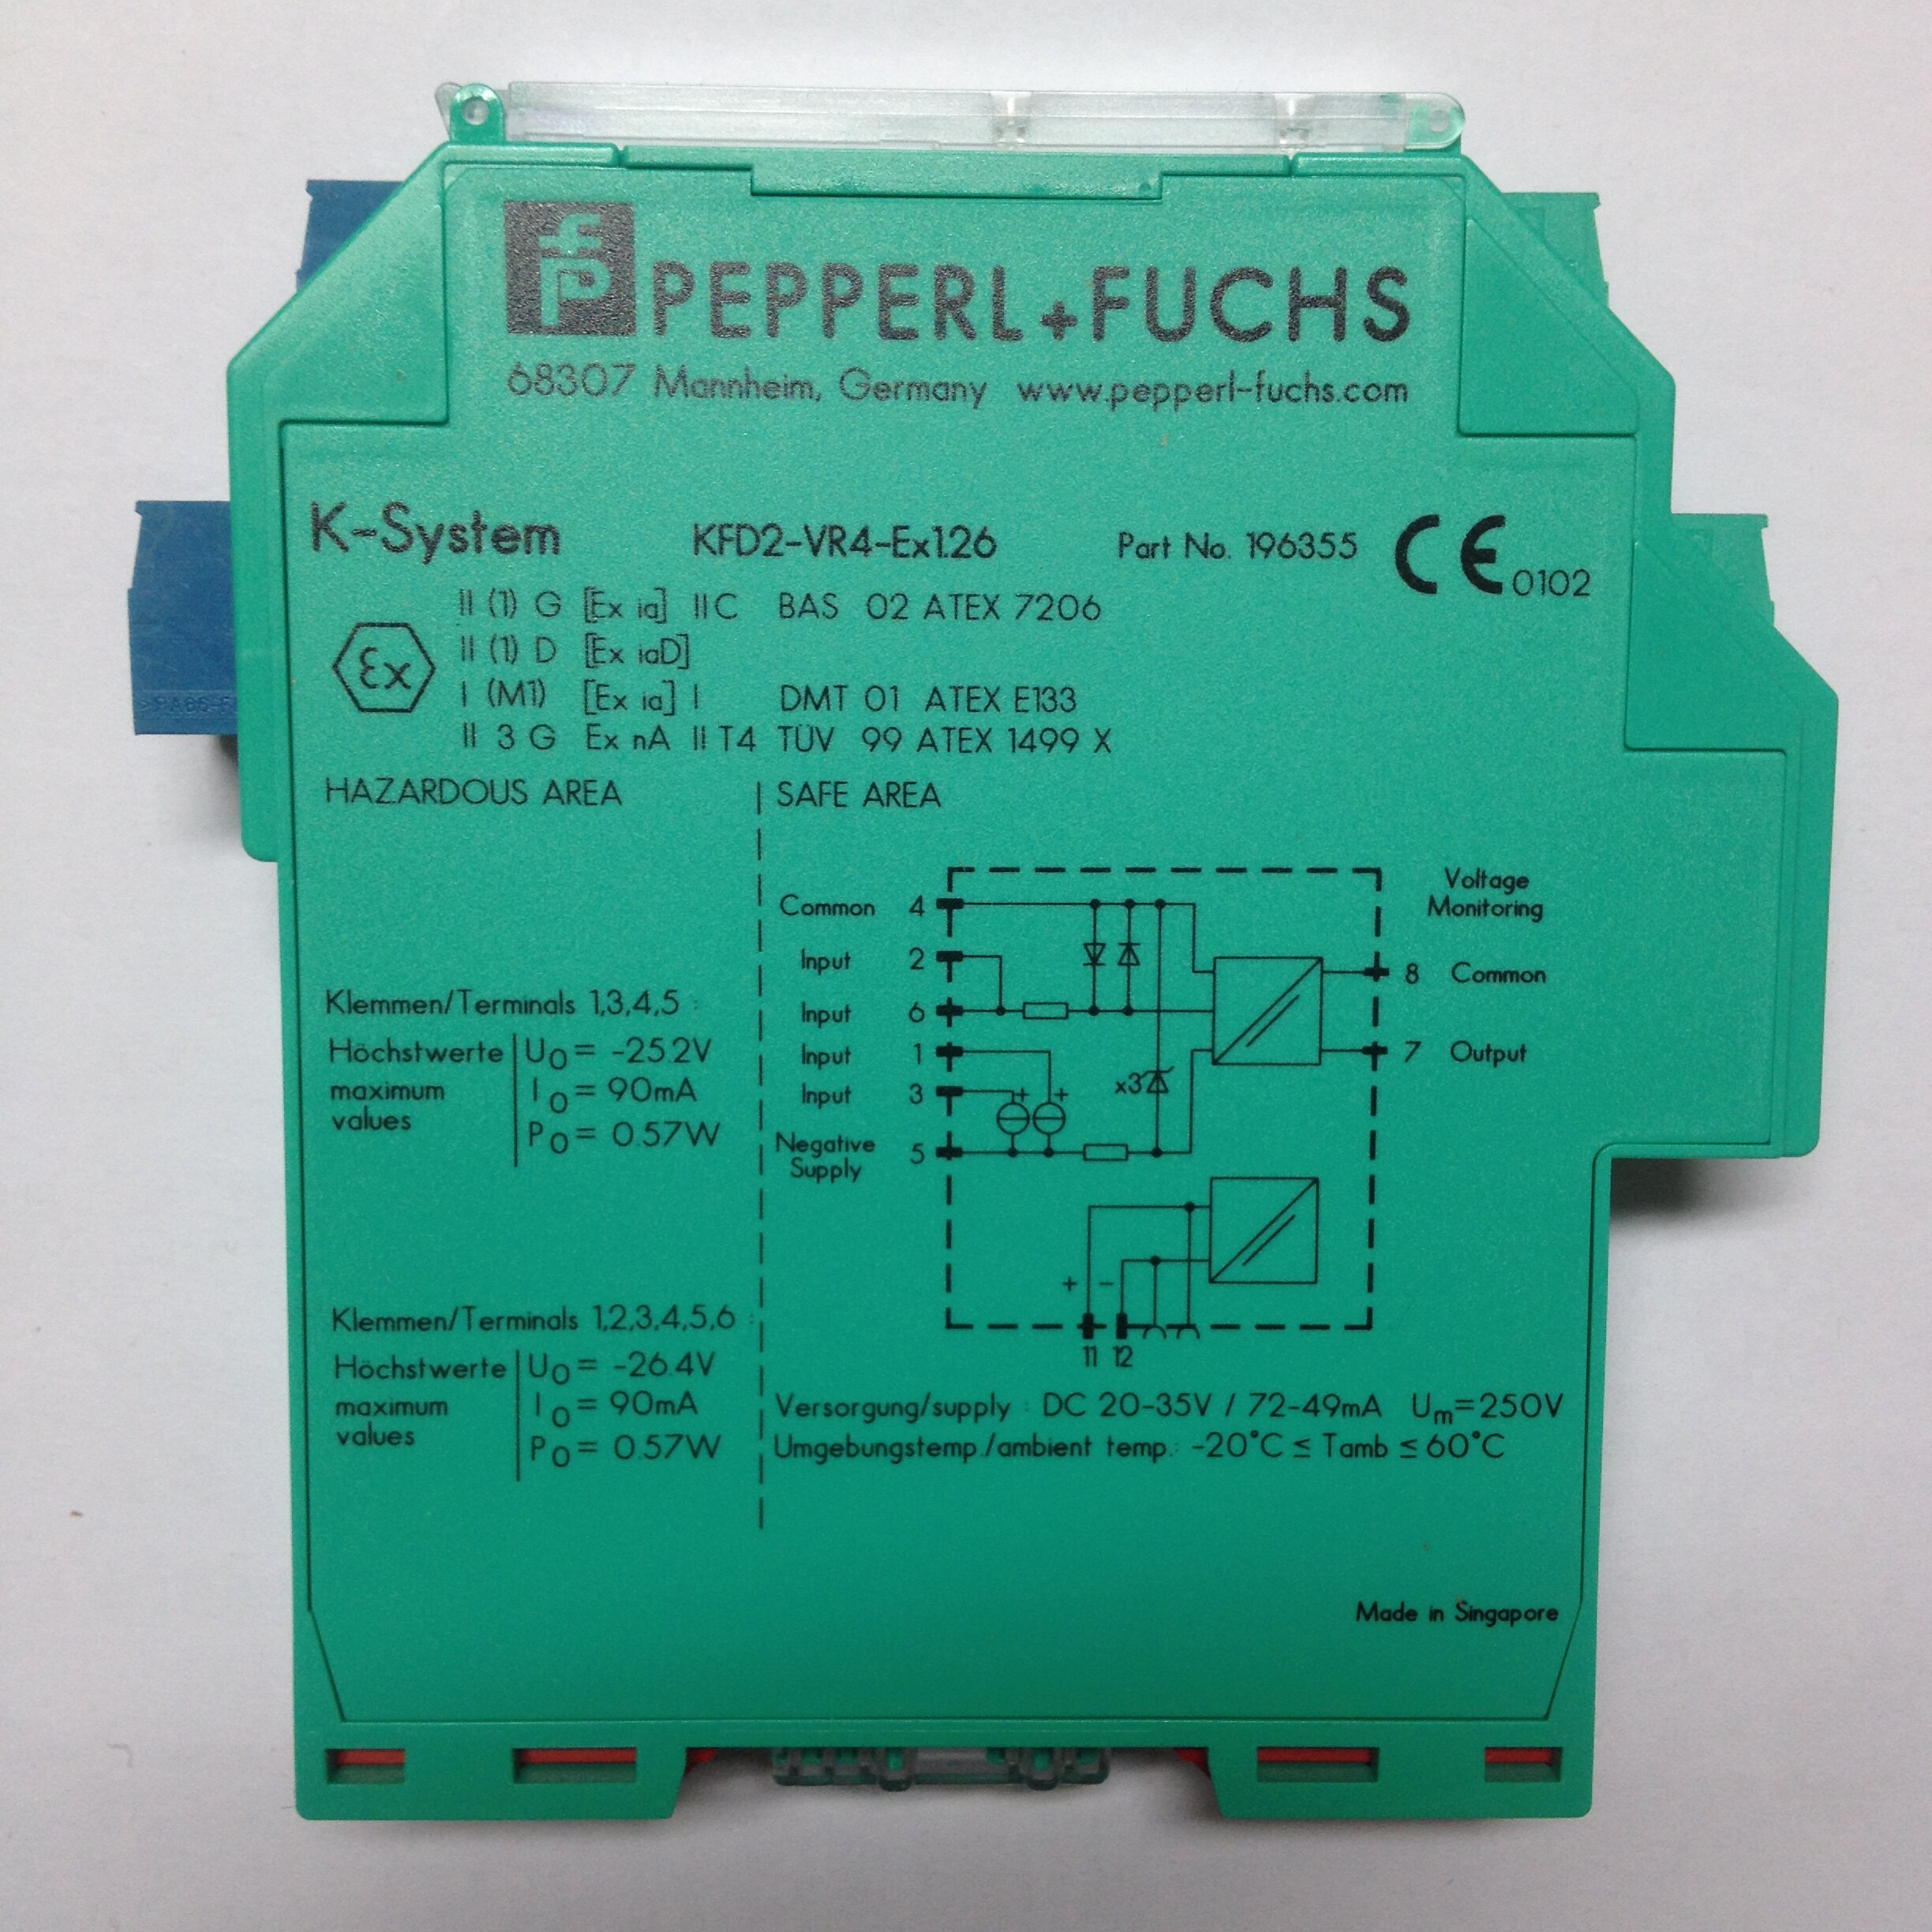 fP PEPPERL+FUCHS
68307 Mannheim, Germany www.pepperl-fuchs.com
K-System KFD2-VR4-Ex1.26 Part No. 196355 CE 0102
II (1) G [Ex ia] IIC BAS 02 ATEX 7206
Ex
II (1) D [Ex iaD]
I (M1) [Ex ia] I DMT 01 ATEX E133
II 3 G Ex nA II T4 TÜV 99 ATEX 1499 X
HAZARDOUS AREA SAFE AREA
Klemmen/Terminals 1,3,4,5 :
Höchstwerte
maximum
values
U0= -25.2V
I0= 90mA
P0= 0.57W
Klemmen/Terminals 1,2,3,4,5,6 :
Höchstwerte
maximum
values
U0= -26.4V
I0= 90mA
P0= 0.57W
Common 4
Input 2
Input 6
Input 1
Input 3
Negative
Supply
5
+ +
x3
Voltage
Monitoring
8 Common
7 Output
+ −
11 12
Versorgung/supply : DC 20-35V / 72-49mA Um=250V
Umgebungstemp./ambient temp.: -20°C ≤ Tamb ≤ 60°C
Made in Singapore